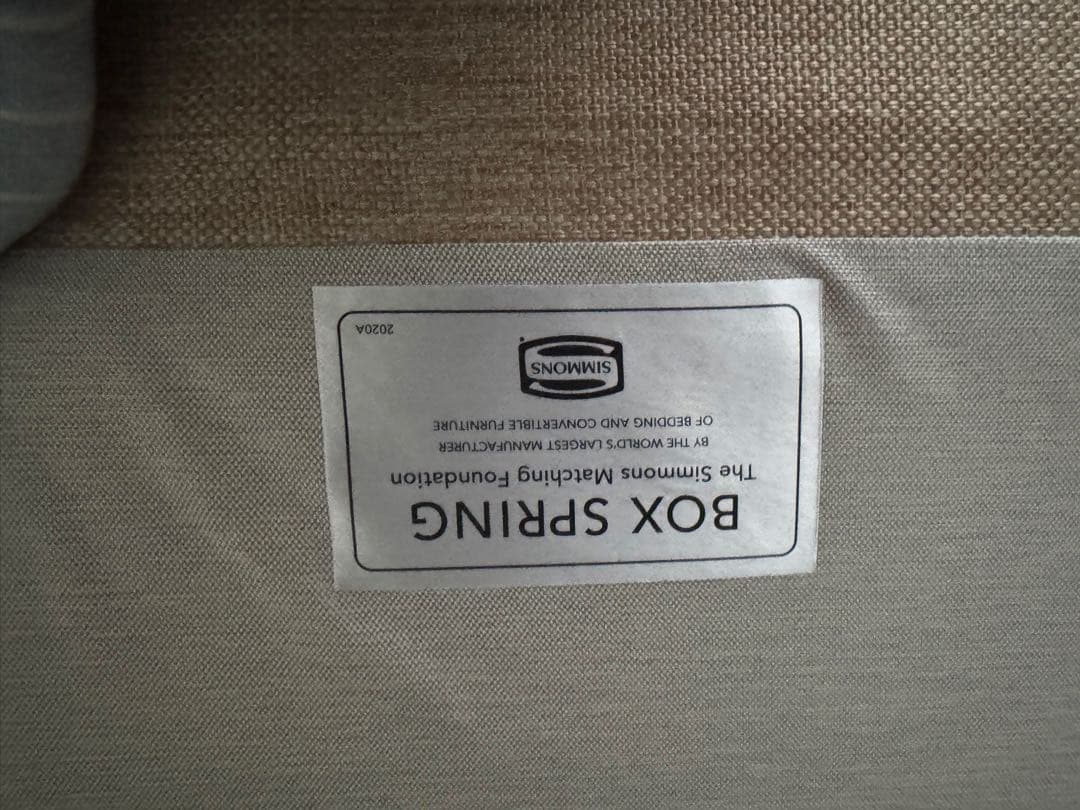 BOX SPRING
The Simmons Matching Foundation
BY THE WORLD'S LARGEST MANUFACTURER
OF BEDDING AND CONVERTIBLE FURNITURE
SIMMONS
2020A